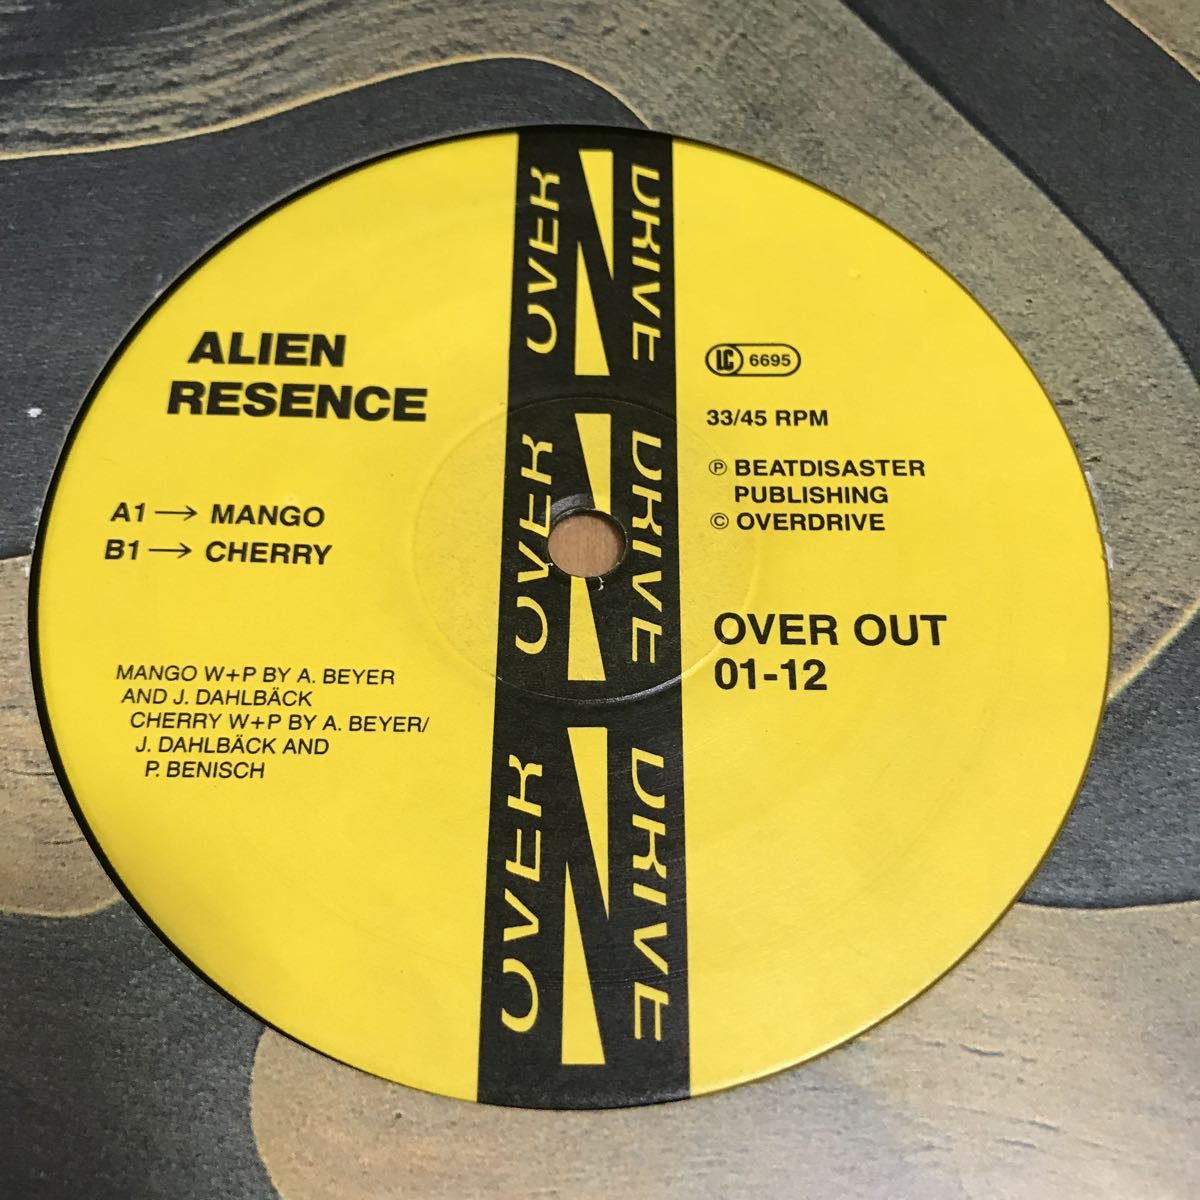 ALIEN
RESENCE
A1 → MANGO
B1 → CHERRY
MANGO W+P BY A. BEYER
AND J. DAHLBÄCK
CHERRY W+P BY A. BEYER/
J. DAHLBÄCK AND
P. BENISCH
OVER
DRIVE
OVER
DRIVE
OVER
DRIVE
LC 6695
33/45 RPM
Ⓟ BEATDISASTER
PUBLISHING
© OVERDRIVE
OVER OUT
01-12